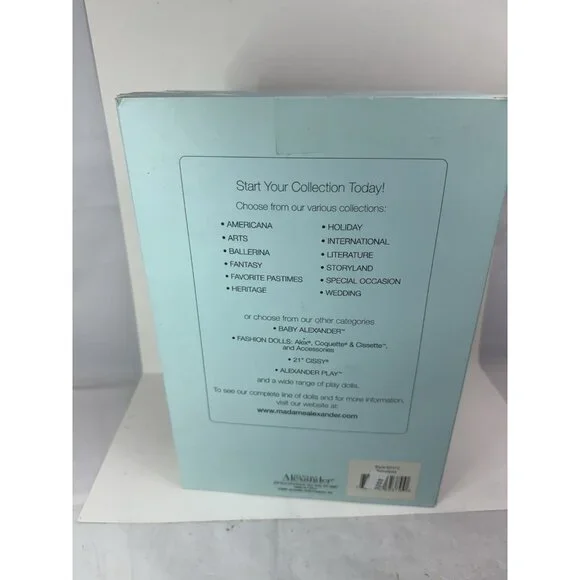 Start Your Collection Today!
Choose from our various collections:
• AMERICANA
• ARTS
• BALLERINA
• FANTASY
• FAVORITE PASTIMES
• HERITAGE
• HOLIDAY
• INTERNATIONAL
• LITERATURE
• STORYLAND
• SPECIAL OCCASION
• WEDDING
or choose from our other categories
• BABY ALEXANDER™
• FASHION DOLLS; Alex®, Coquette® & Cissette™,
and Accessories
• 21" CISSY®
• ALEXANDER PLAY™
and a wide range of play dolls.
To see our complete line of dolls and for more information,
visit our website at:
www.madamealexander.com
Alexander